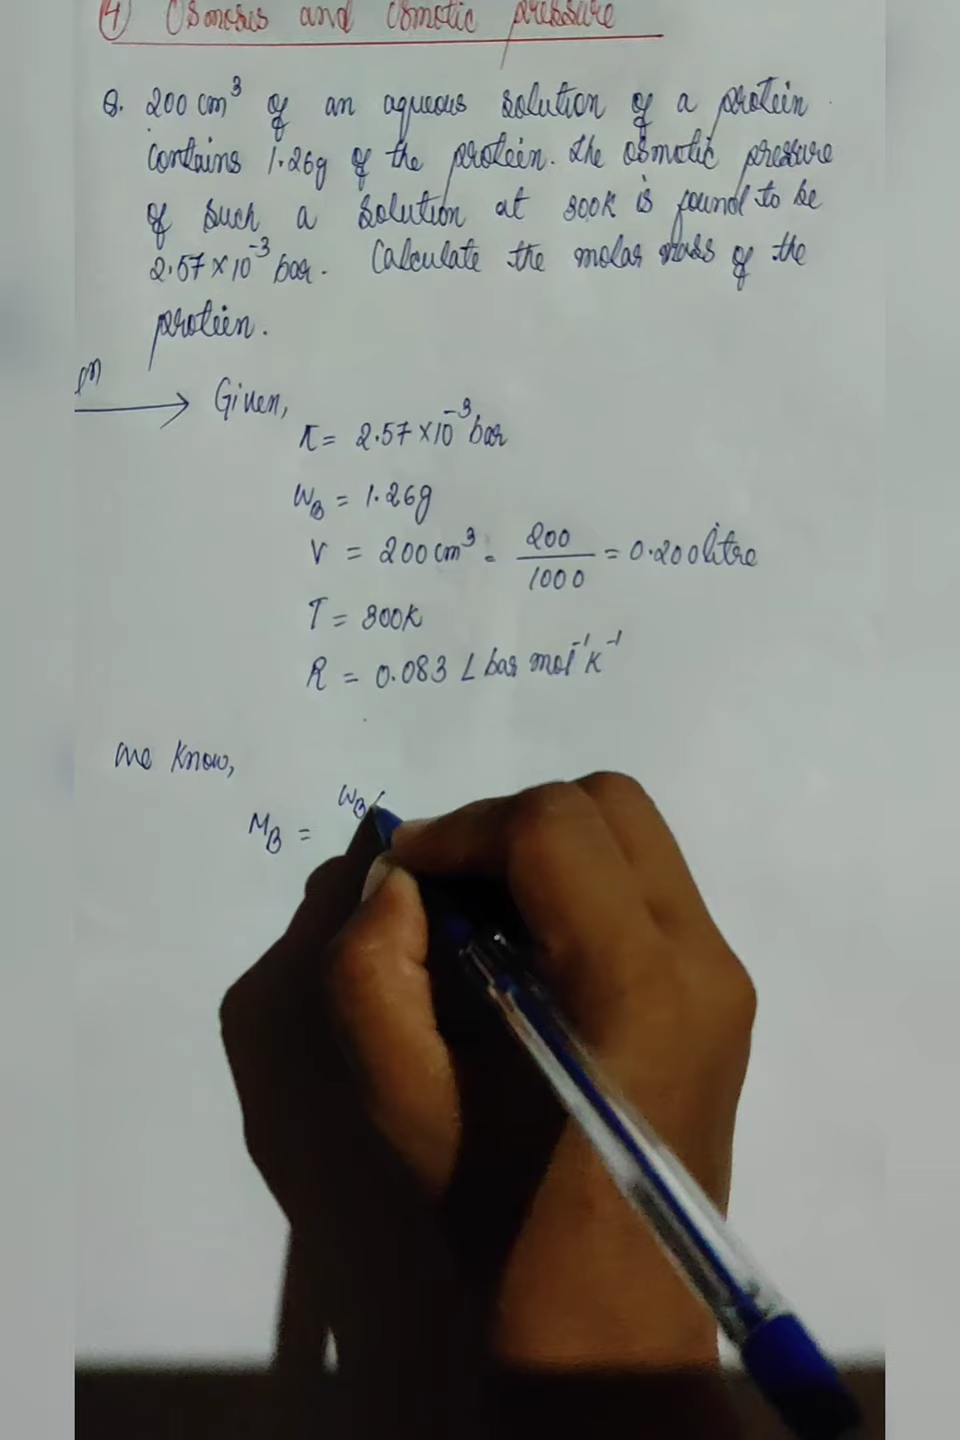 4) Osmosis and Osmotic pressure
Q. 200 cm³ of an aqueous solution of a protein
contains 1.26g of the protein. The osmotic pressure
of such a solution at 300K is found to be
2.57 × 10⁻³ bar. Calculate the molar mass of the
protein.
Given,
π = 2.57 × 10⁻³ bar
W_B = 1.26g
V = 200 cm³ = 200/1000 = 0.200 litre
T = 300K
R = 0.083 L bar mol⁻¹ K⁻¹
We know,
M_B = W_B